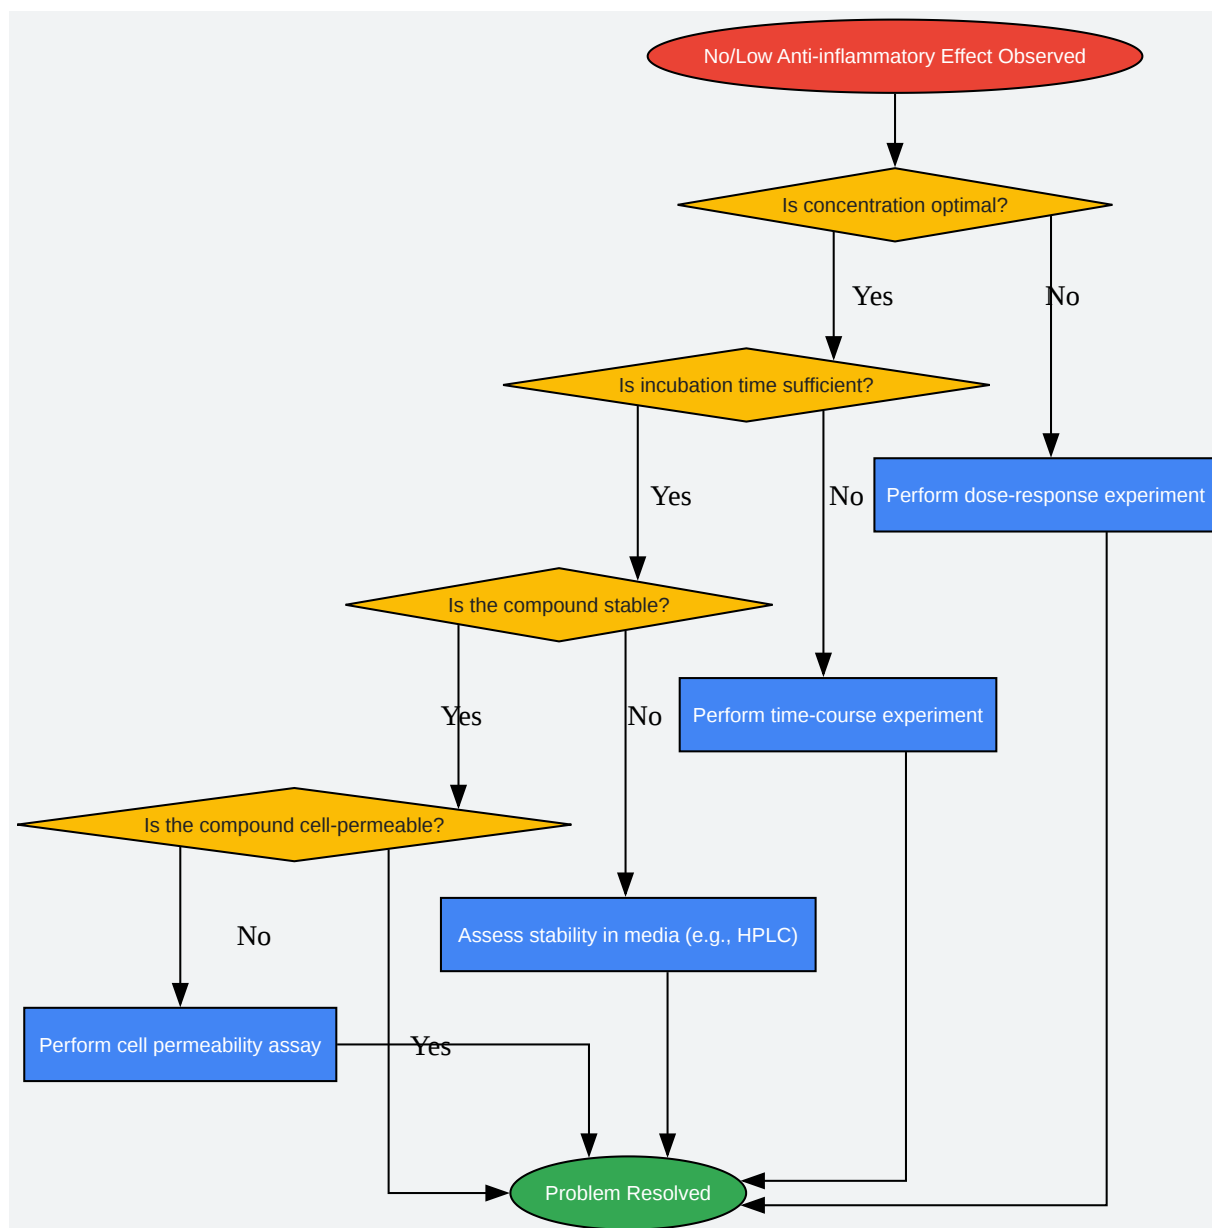 No/Low Anti-inflammatory Effect Observed
Is concentration optimal?
Yes
No
Is incubation time sufficient?
Yes
No
Perform dose-response experiment
Is the compound stable?
Yes
No
Perform time-course experiment
Is the compound cell-permeable?
No
Assess stability in media (e.g., HPLC)
Perform cell permeability assay
Yes
Problem Resolved